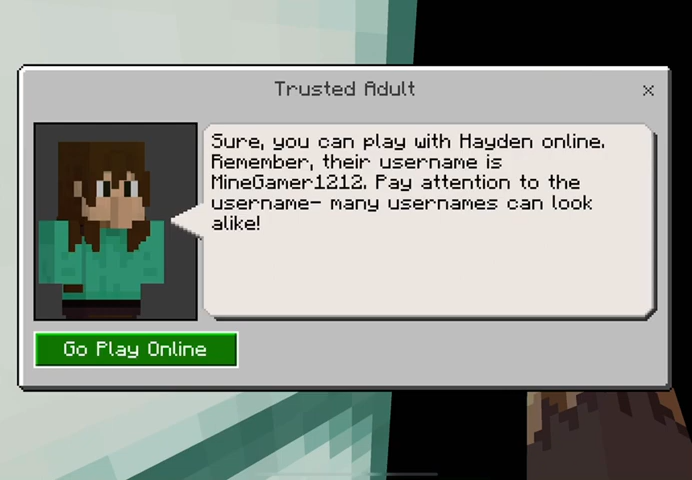 Trusted Adult
Sure, you can play with Hayden online.
Remember, their username is
MineGamer1212. Pay attention to the
username- many usernames can look
alike!
Go Play Online